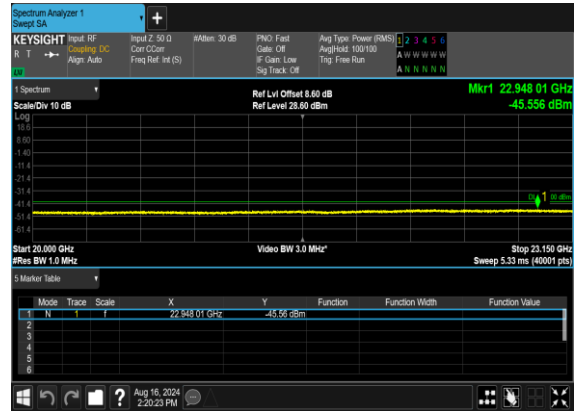 Spectrum Analyzer 1
Swept SA
+
KEYSIGHT Input: RF Input Z: 50 Ω #Atten: 30 dB PNO: Fast Avg Type: Power (RMS) 1 2 3 4 5 6
R T Coupling: DC Corr CCorr Gate: Off Avg|Hold: 100/100 A W W W W W
Align: Auto Freq Ref: Int (S) IF Gain: Low Trig: Free Run
Sig Track: Off A N N N N N
1 Spectrum Ref Lvl Offset 8.60 dB Mkr1 22.948 01 GHz
Scale/Div 10 dB Ref Level 28.60 dBm -45.556 dBm
Log
18.6
8.60
-1.40
-11.4
-21.4
-31.4
-41.4
-51.4
-61.4
1
00 dBm
Start 20.000 GHz Video BW 3.0 MHz* Stop 23.150 GHz
#Res BW 1.0 MHz Sweep 5.33 ms (40001 pts)
5 Marker Table
Mode Trace Scale X Y Function Function Width Function Value
1 N 1 f 22.948 01 GHz -45.56 dBm
2
3
4
5
6
? Aug 16, 2024
2:20:23 PM